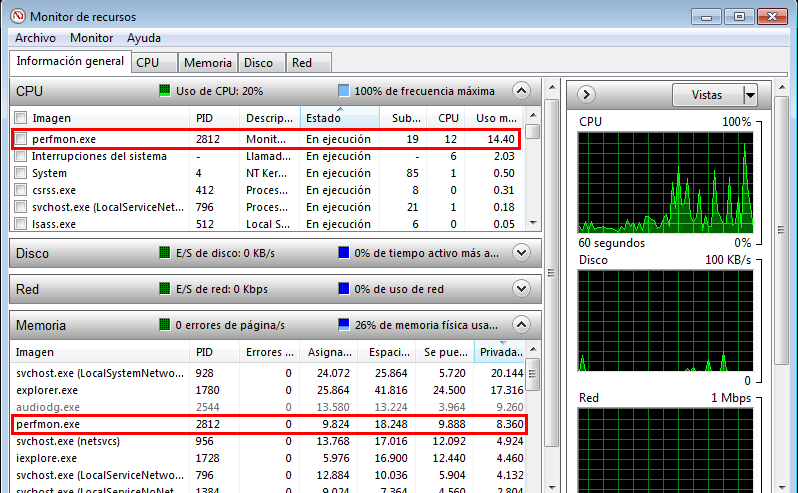 Monitor de recursos
Archivo Monitor Ayuda
Información general CPU Memoria Disco Red
CPU Uso de CPU: 20% 100% de frecuencia máxima
Imagen PID Descrip... Estado Sub... CPU Uso m...
perfmon.exe 2812 Monit... En ejecución 19 12 14.40
Interrupciones del sistema - Llamad... En ejecución - 6 2.03
System 4 NT Ker... En ejecución 85 1 0.50
csrss.exe 412 Proces... En ejecución 8 0 0.31
svchost.exe (LocalServiceNet... 796 Proces... En ejecución 21 1 0.18
lsass.exe 512 Local S... En ejecución 6 0 0.05
Disco E/S de disco: 0 KB/s 0% de tiempo activo más a...
Red E/S de red: 0 Kbps 0% de uso de red
Memoria 0 errores de página/s 26% de memoria física usa...
Imagen PID Errores ... Asigna... Espaci... Se pue... Privada...
svchost.exe (LocalSystemNetwo... 928 0 24.072 25.864 5.720 20.144
explorer.exe 1780 0 25.864 41.816 24.500 17.316
audiodg.exe 2544 0 13.580 13.224 3.964 9.260
perfmon.exe 2812 0 9.824 18.248 9.888 8.360
svchost.exe (netsvcs) 956 0 13.768 17.016 12.092 4.924
iexplore.exe 1728 0 5.976 16.900 12.440 4.460
svchost.exe (LocalServiceNetwo... 796 0 12.884 10.036 5.904 4.132
svchost.exe (LocalServiceNoNet... 1384 0 9.024 7.364 4.560 2.804
Vistas
CPU 100%
60 segundos 0%
Disco 100 KB/s
0
Red 1 Mbps